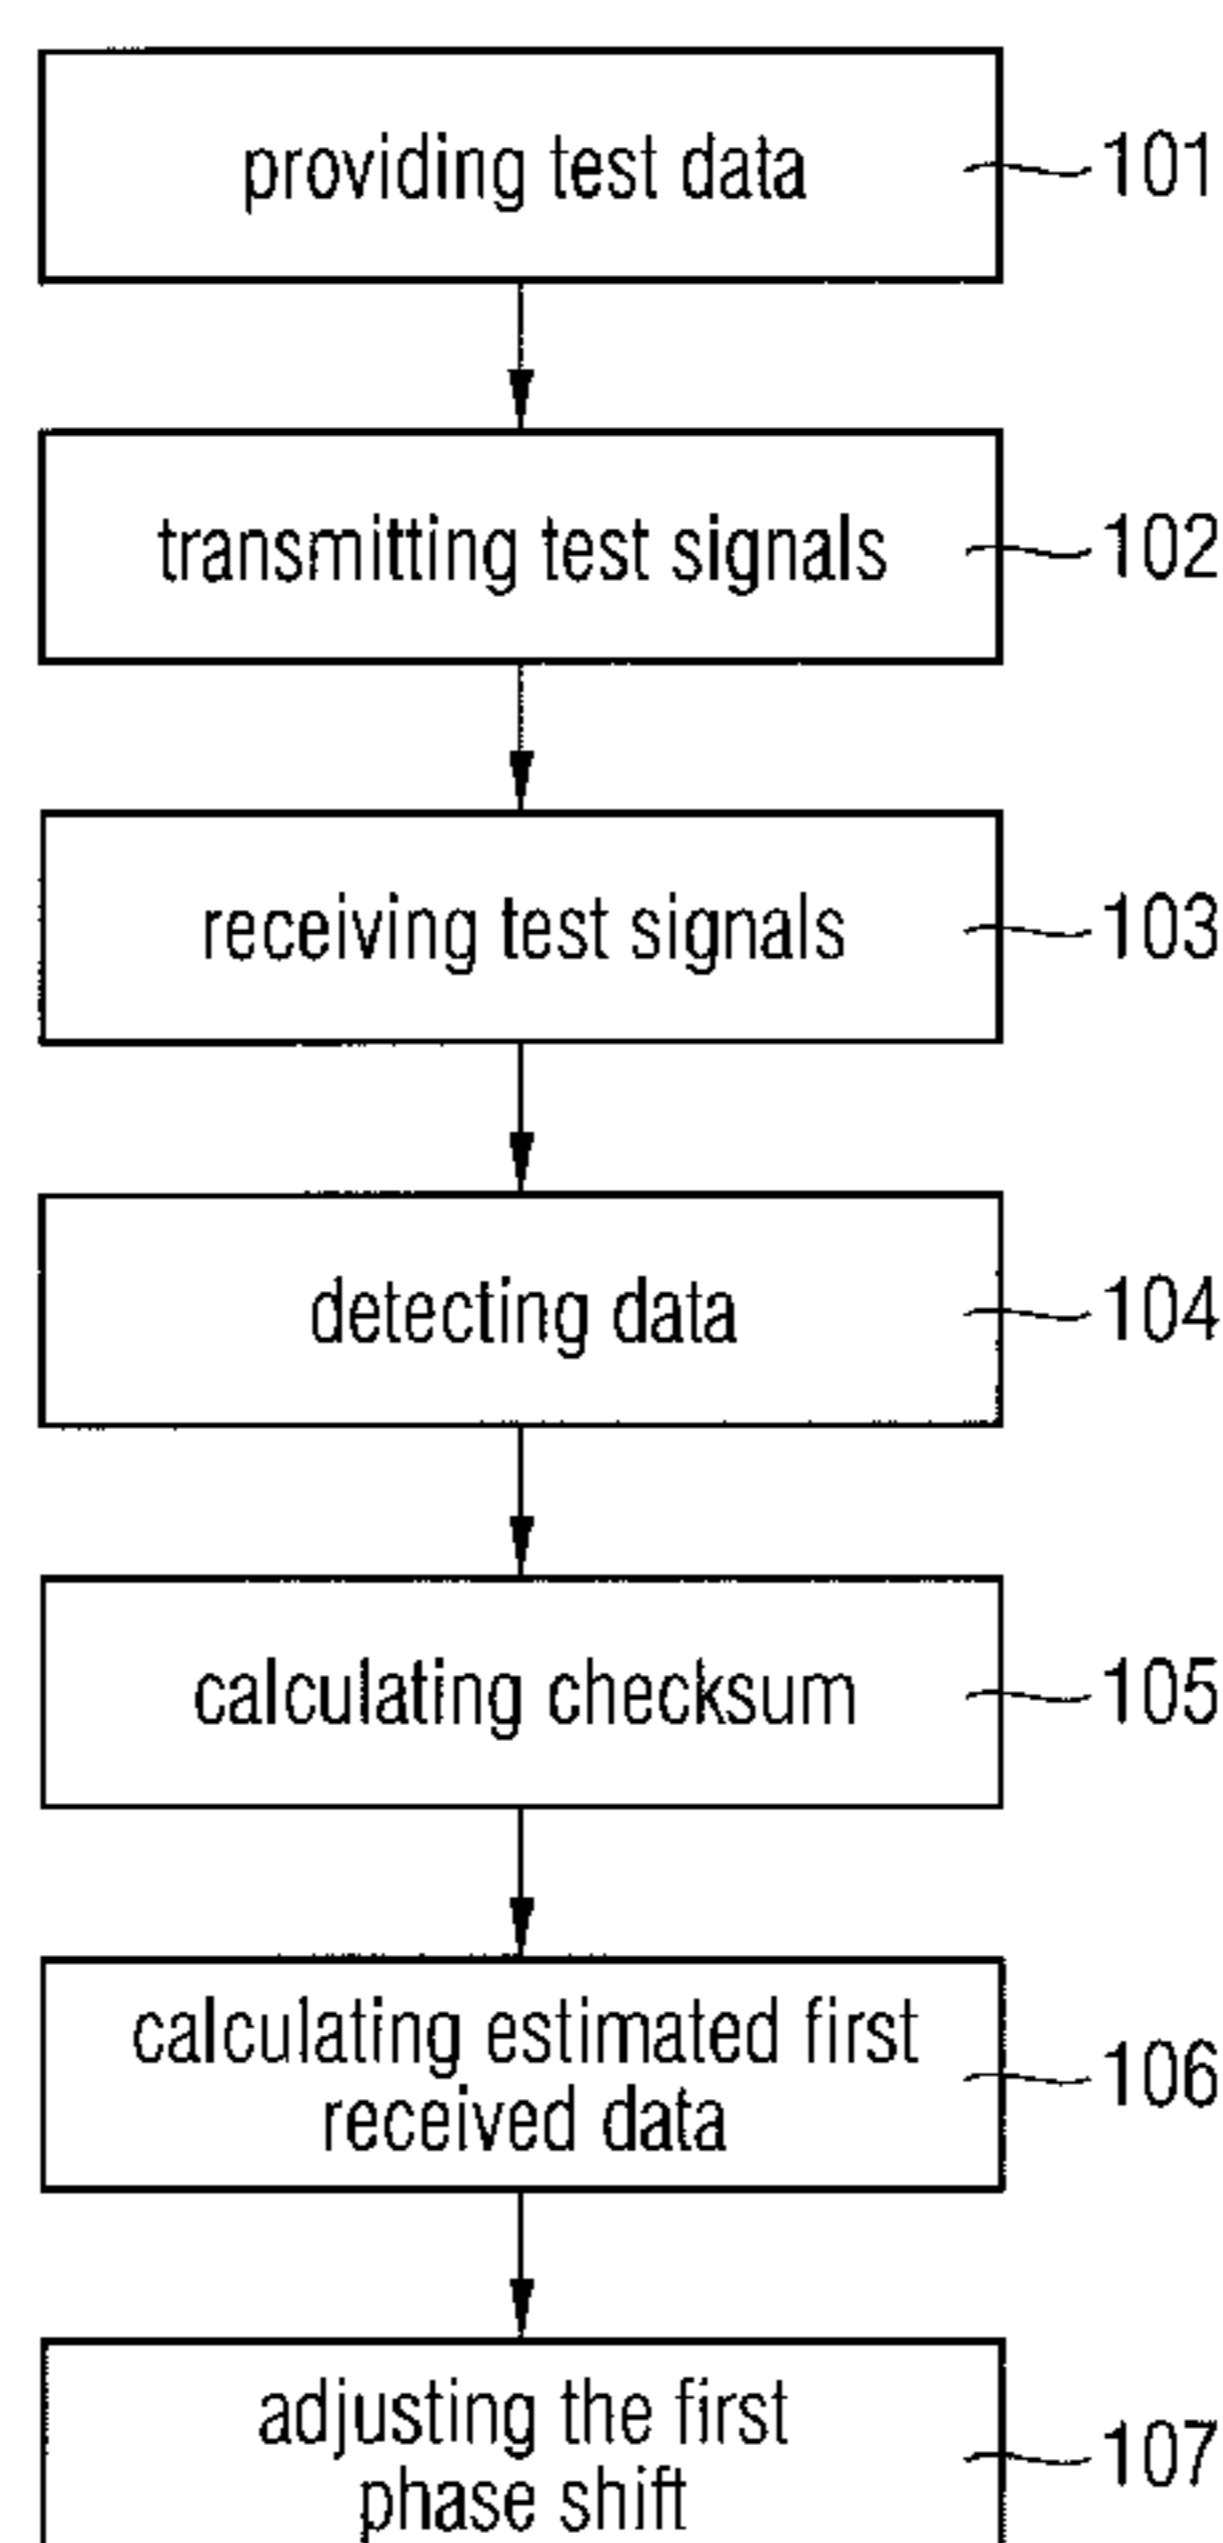 providing test data 101
transmitting test signals 102
receiving test signals 103
detecting data 104
calculating checksum 105
calculating estimated first
received data 106
adjusting the first
phase shift 107